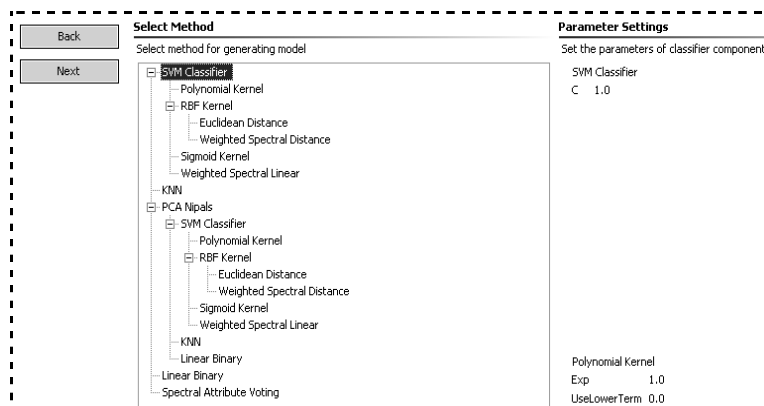 Back
Next
Select Method
Select method for generating model
SVM Classifier
Polynomial Kernel
RBF Kernel
Euclidean Distance
Weighted Spectral Distance
Sigmoid Kernel
Weighted Spectral Linear
KNN
PCA Nipals
SVM Classifier
Polynomial Kernel
RBF Kernel
Euclidean Distance
Weighted Spectral Distance
Sigmoid Kernel
Weighted Spectral Linear
KNN
Linear Binary
Linear Binary
Spectral Attribute Voting
Parameter Settings
Set the parameters of classifier component
SVM Classifier
C 1.0
Polynomial Kernel
Exp 1.0
UseLowerTerm 0.0